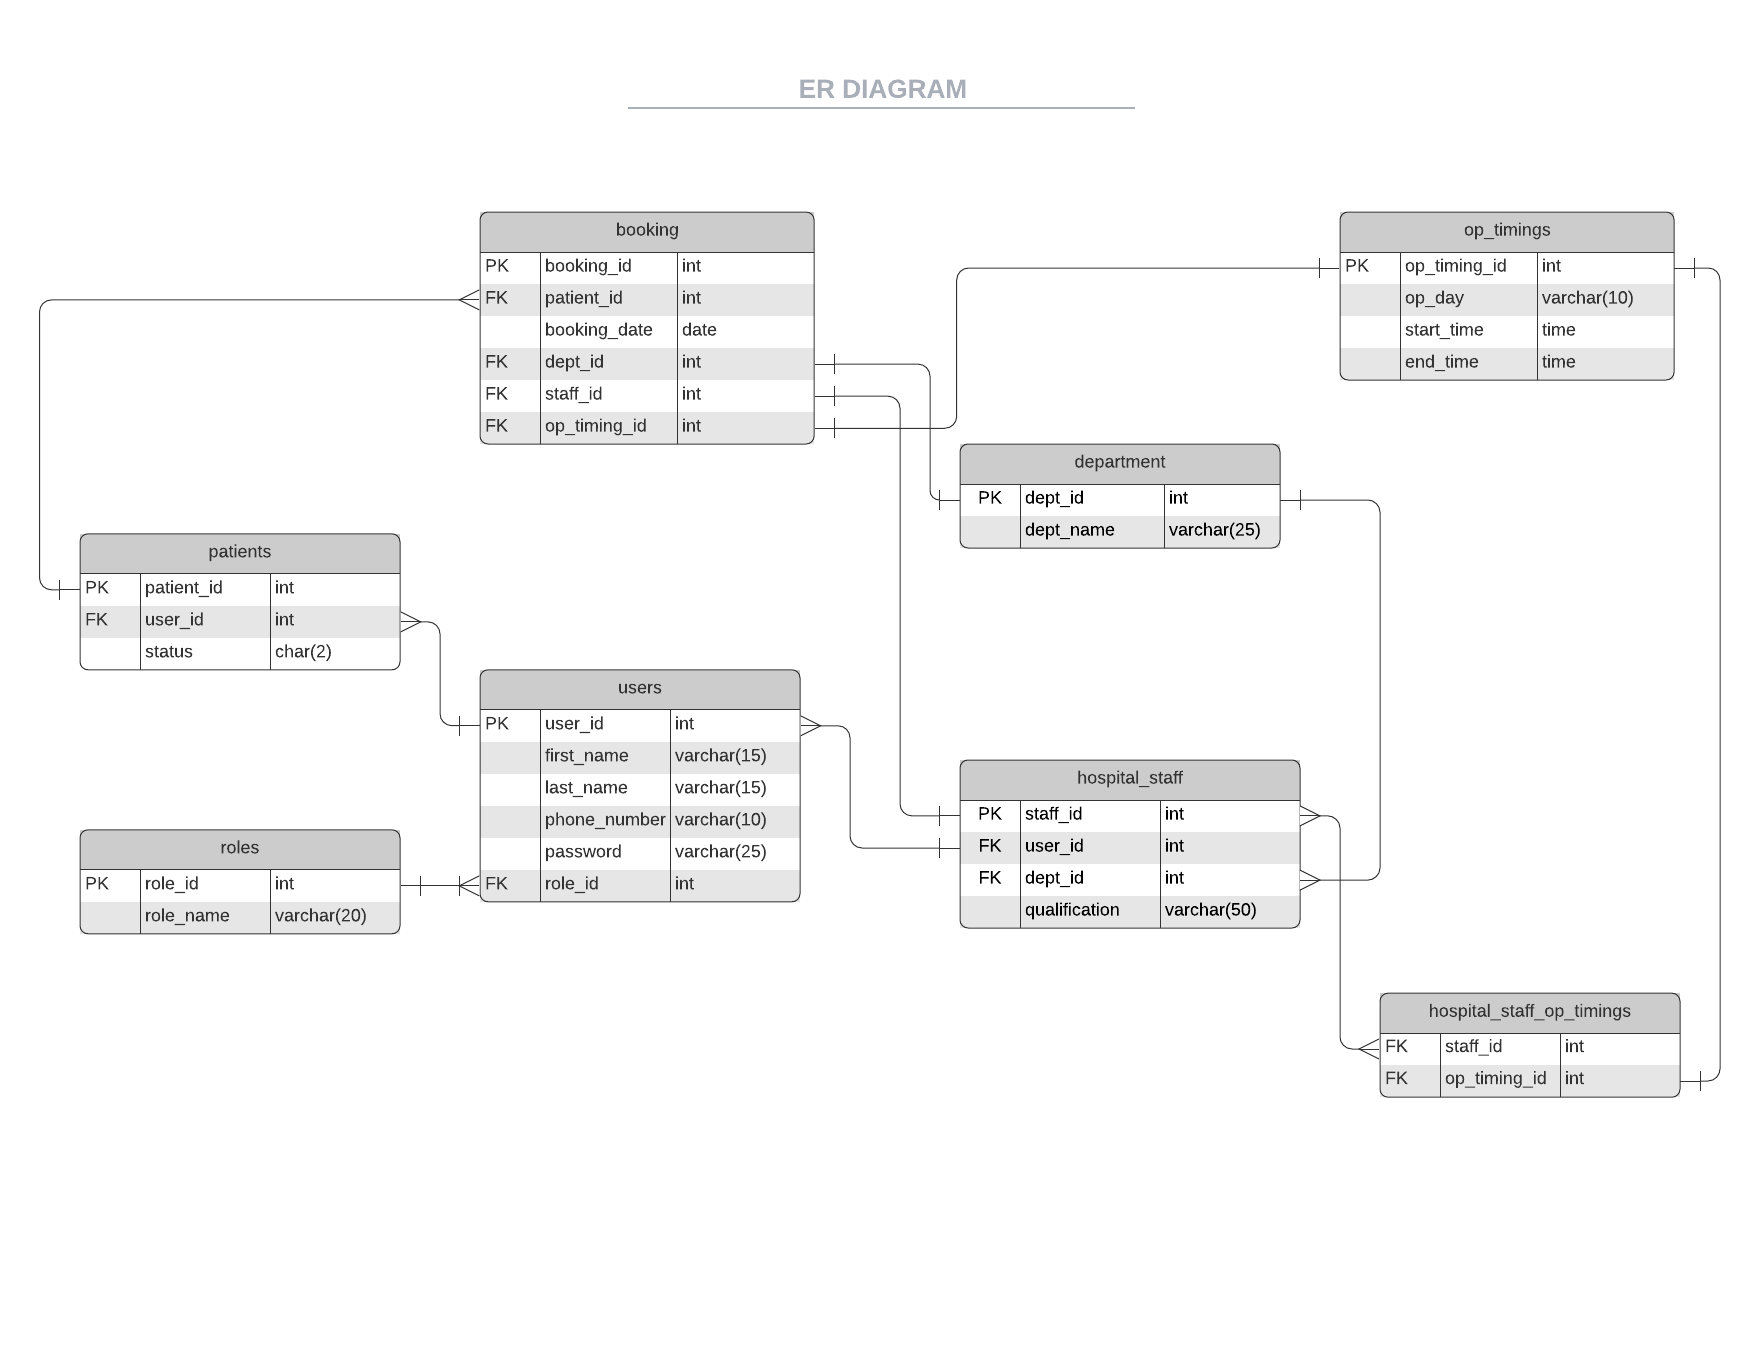 ER DIAGRAM
booking
PK booking_id int
FK patient_id int
booking_date date
FK dept_id int
FK staff_id int
FK op_timing_id int
op_timings
PK op_timing_id int
op_day varchar(10)
start_time time
end_time time
department
PK dept_id int
dept_name varchar(25)
patients
PK patient_id int
FK user_id int
status char(2)
users
PK user_id int
first_name varchar(15)
last_name varchar(15)
phone_number varchar(10)
password varchar(25)
FK role_id int
hospital_staff
PK staff_id int
FK user_id int
FK dept_id int
qualification varchar(50)
roles
PK role_id int
role_name varchar(20)
hospital_staff_op_timings
FK staff_id int
FK op_timing_id int